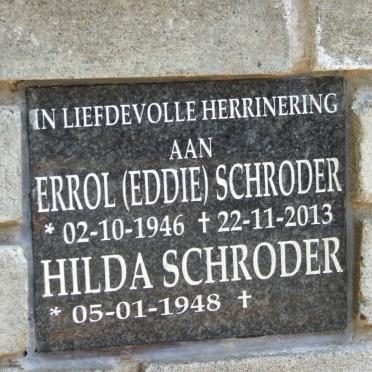 IN LIEFDEVOLLE HERRINERING
AAN
ERROL (EDDIE) SCHRODER
* 02-10-1946 † 22-11-2013
HILDA SCHRODER
* 05-01-1948 †